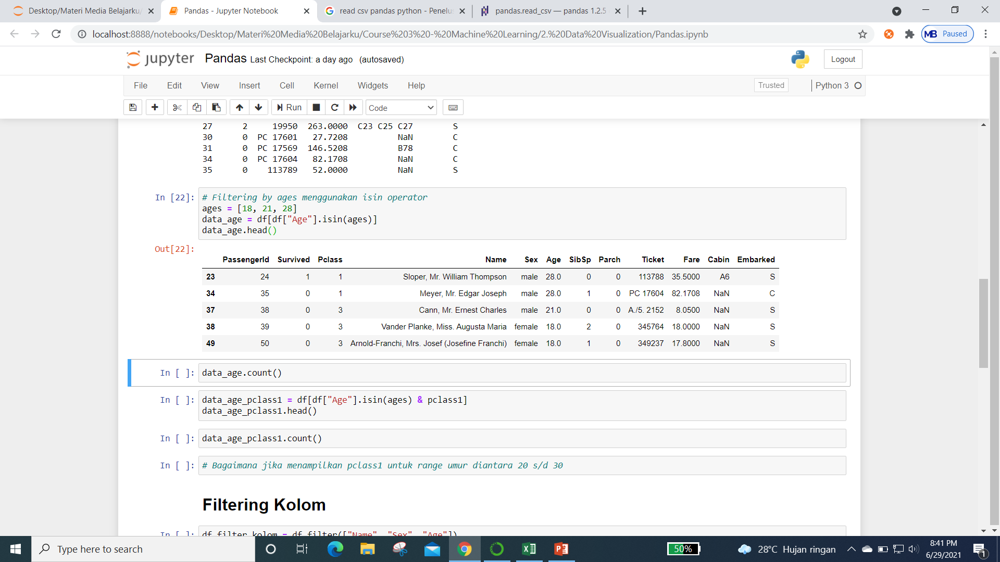 Desktop/Materi Media Belajarku/
Pandas - Jupyter Notebook
read csv pandas python - Penelu
pandas.read_csv — pandas 1.2.5
localhost:8888/notebooks/Desktop/Materi%20Media%20Belajarku/Course%203%20-%20Machine%20Learning/2.%20Data%20Visualization/Pandas.ipynb
MB Paused
jupyter Pandas Last Checkpoint: a day ago (autosaved)
Logout
File Edit View Insert Cell Kernel Widgets Help
Trusted
Python 3
Run
Code
27 2 19950 263.0000 C23 C25 C27 S
30 0 PC 17601 27.7208 NaN C
31 0 PC 17569 146.5208 B78 C
34 0 PC 17604 82.1708 NaN C
35 0 113789 52.0000 NaN S
In [22]: # Filtering by ages menggunakan isin operator
ages = [18, 21, 28]
data_age = df[df["Age"].isin(ages)]
data_age.head()
Out[22]:
PassengerId Survived Pclass Name Sex Age SibSp Parch Ticket Fare Cabin Embarked
23 24 1 1 Sloper, Mr. William Thompson male 28.0 0 0 113788 35.5000 A6 S
34 35 0 1 Meyer, Mr. Edgar Joseph male 28.0 1 0 PC 17604 82.1708 NaN C
37 38 0 3 Cann, Mr. Ernest Charles male 21.0 0 0 A./5. 2152 8.0500 NaN S
38 39 0 3 Vander Planke, Miss. Augusta Maria female 18.0 2 0 345764 18.0000 NaN S
49 50 0 3 Arnold-Franchi, Mrs. Josef (Josefine Franchi) female 18.0 1 0 349237 17.8000 NaN S
In [ ]: data_age.count()
In [ ]: data_age_pclass1 = df[df["Age"].isin(ages) & pclass1]
data_age_pclass1.head()
In [ ]: data_age_pclass1.count()
In [ ]: # Bagaimana jika menampilkan pclass1 untuk range umur diantara 20 s/d 30
Filtering Kolom
In [ ]: df_filter_kolom = df.filter(["Name", "Sex", "Age"])
Type here to search
50%
28°C Hujan ringan
8:41 PM
6/29/2021
1